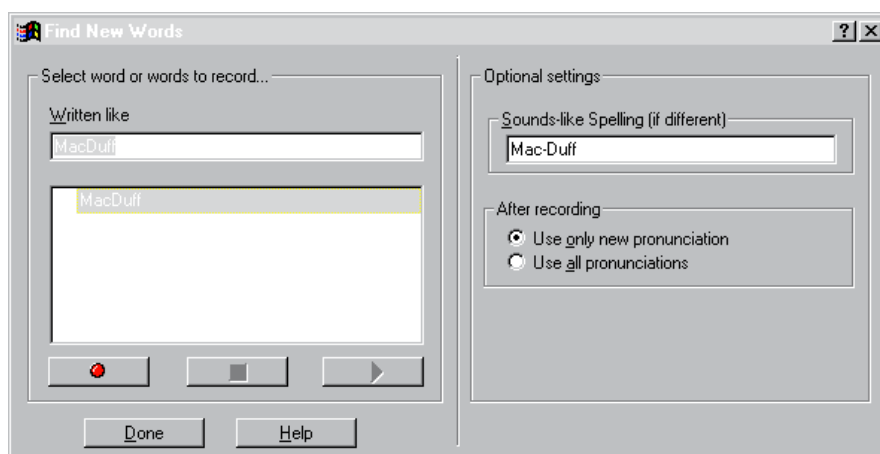 Find New Words
Select word or words to record...
Written like
MacDuff
MacDuff
Done
Help
Optional settings
Sounds-like Spelling (if different)
Mac-Duff
After recording
Use only new pronunciation
Use all pronunciations